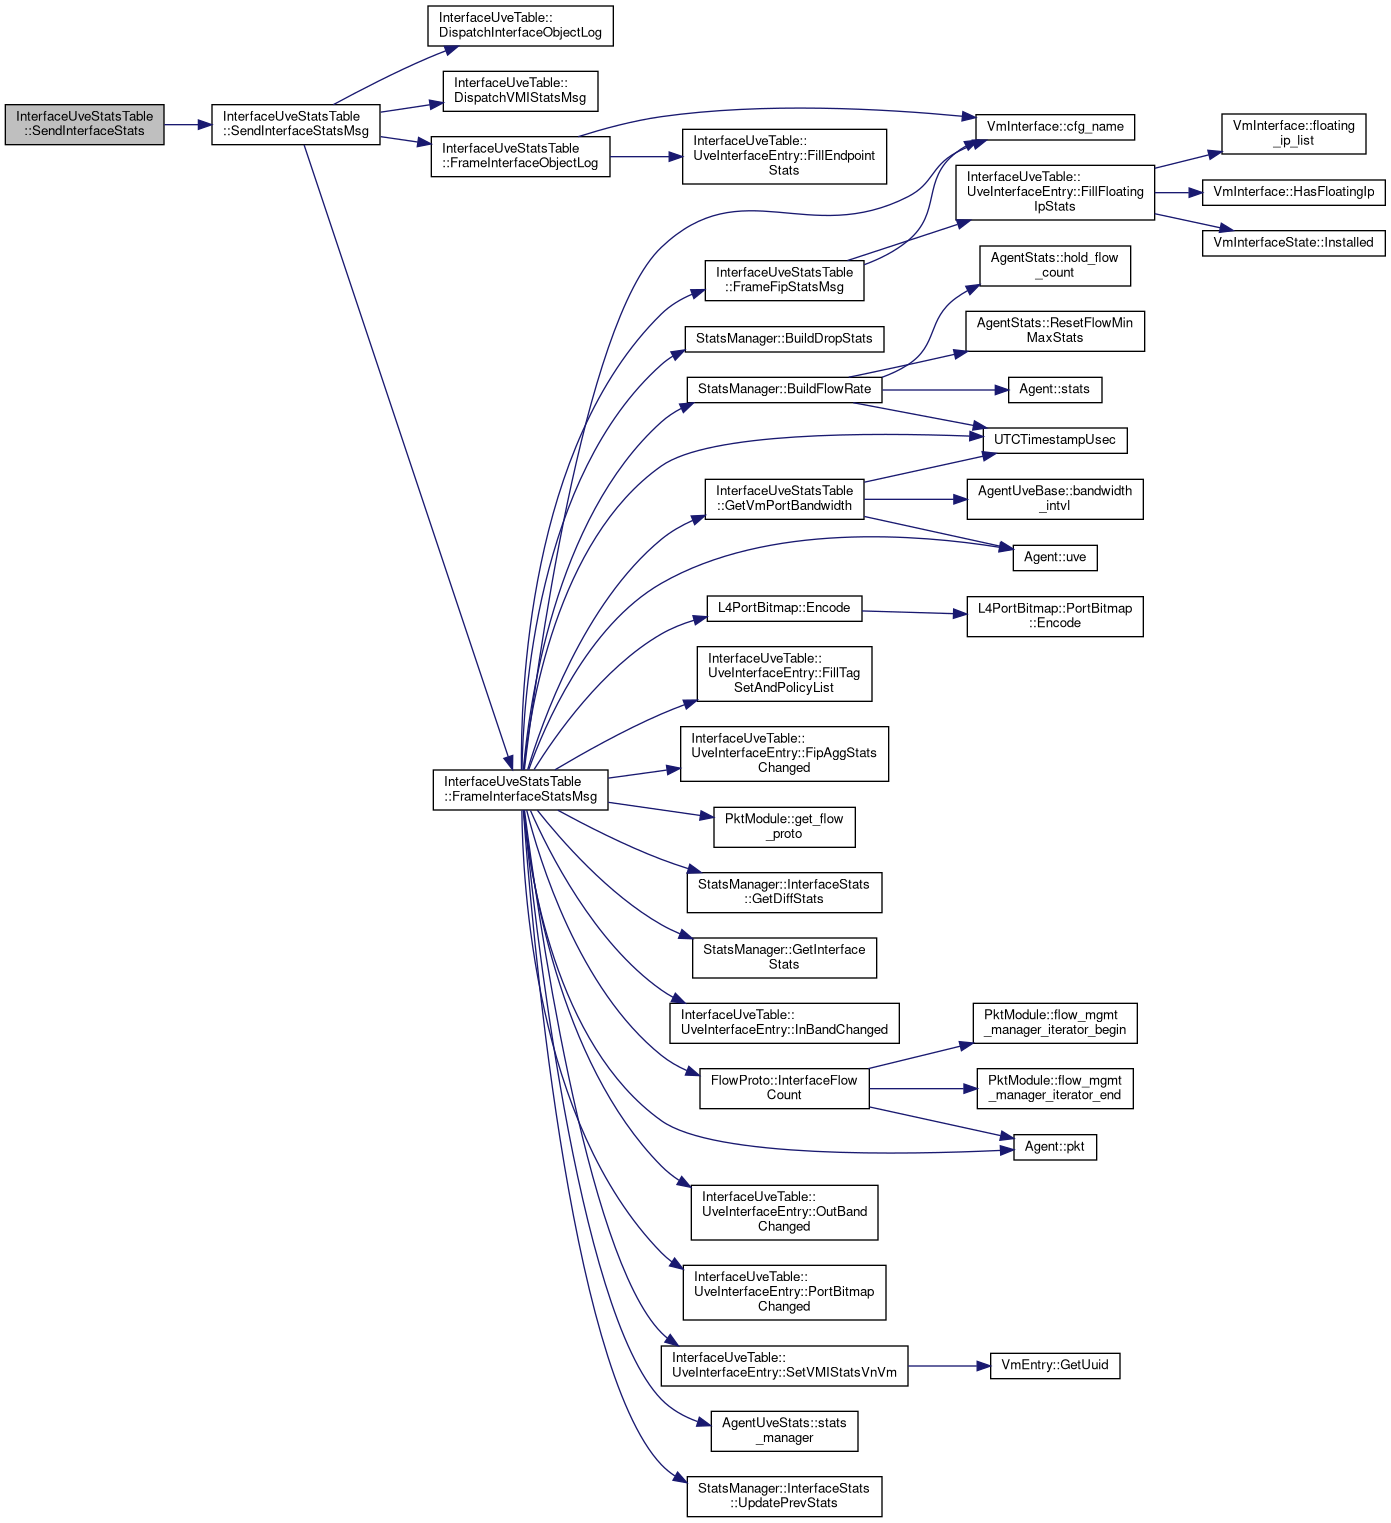 InterfaceUveStatsTable
::SendInterfaceStats
InterfaceUveStatsTable
::SendInterfaceStatsMsg
InterfaceUveTable::
DispatchInterfaceObjectLog
InterfaceUveTable::
DispatchVMIStatsMsg
InterfaceUveStatsTable
::FrameInterfaceObjectLog
InterfaceUveStatsTable
::FrameInterfaceStatsMsg
VmInterface::cfg_name
InterfaceUveTable::
UveInterfaceEntry::FillEndpoint
Stats
InterfaceUveStatsTable
::FrameFipStatsMsg
InterfaceUveTable::
UveInterfaceEntry::FillFloating
IpStats
VmInterface::floating
_ip_list
VmInterface::HasFloatingIp
VmInterfaceState::Installed
StatsManager::BuildDropStats
StatsManager::BuildFlowRate
AgentStats::hold_flow
_count
AgentStats::ResetFlowMin
MaxStats
Agent::stats
UTCTimestampUsec
InterfaceUveStatsTable
::GetVmPortBandwidth
AgentUveBase::bandwidth
_intvl
Agent::uve
L4PortBitmap::Encode
L4PortBitmap::PortBitmap
::Encode
InterfaceUveTable::
UveInterfaceEntry::FillTag
SetAndPolicyList
InterfaceUveTable::
UveInterfaceEntry::FipAggStats
Changed
PktModule::get_flow
_proto
StatsManager::InterfaceStats
::GetDiffStats
StatsManager::GetInterface
Stats
InterfaceUveTable::
UveInterfaceEntry::InBandChanged
FlowProto::InterfaceFlow
Count
PktModule::flow_mgmt
_manager_iterator_begin
PktModule::flow_mgmt
_manager_iterator_end
Agent::pkt
InterfaceUveTable::
UveInterfaceEntry::OutBand
Changed
InterfaceUveTable::
UveInterfaceEntry::PortBitmap
Changed
InterfaceUveTable::
UveInterfaceEntry::SetVMIStatsVnVm
VmEntry::GetUuid
AgentUveStats::stats
_manager
StatsManager::InterfaceStats
::UpdatePrevStats